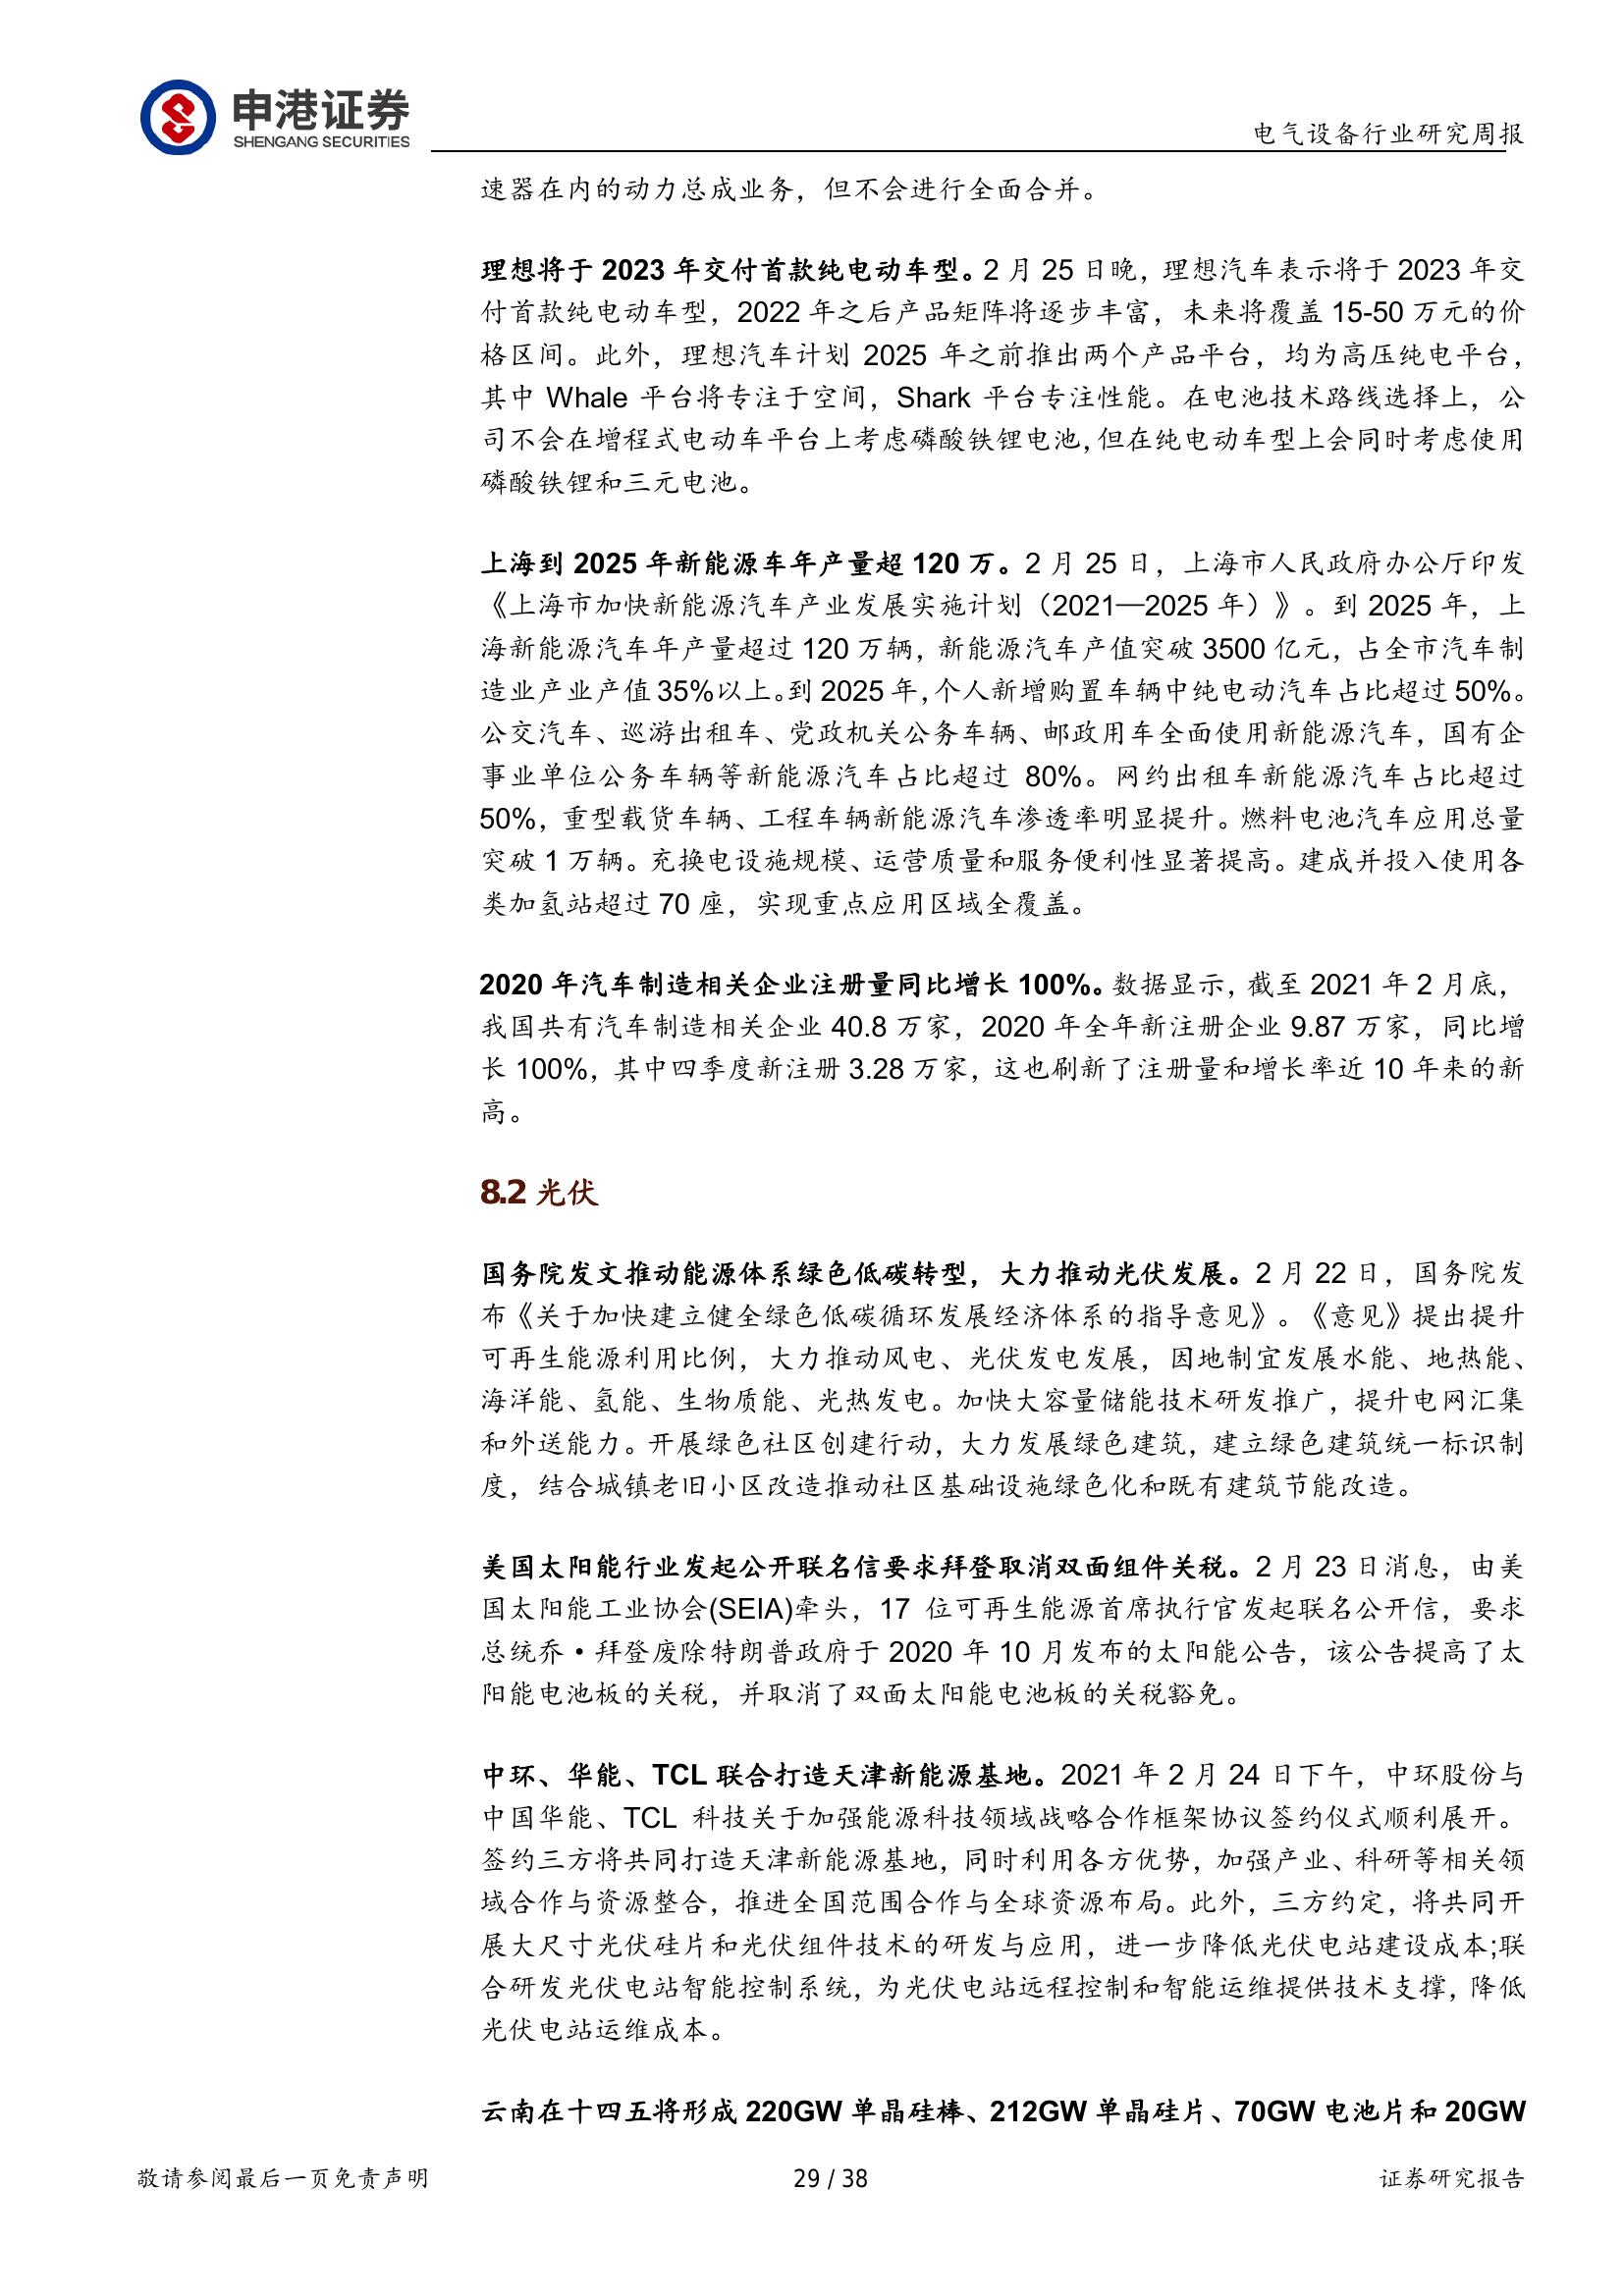 申港证券
SHENGANG SECURITIES
电气设备行业研究周报
速器在内的动力总成业务，但不会进行全面合并。
理想将于 2023 年交付首款纯电动车型。2 月 25 日晚，理想汽车表示将于 2023 年交
付首款纯电动车型，2022 年之后产品矩阵将逐步丰富，未来将覆盖 15-50 万元的价
格区间。此外，理想汽车计划 2025 年之前推出两个产品平台，均为高压纯电平台，
其中 Whale 平台将专注于空间，Shark 平台专注性能。在电池技术路线选择上，公
司不会在增程式电动车平台上考虑磷酸铁锂电池，但在纯电动车型上会同时考虑使用
磷酸铁锂和三元电池。
上海到 2025 年新能源车年产量超 120 万。2 月 25 日，上海市人民政府办公厅印发
《上海市加快新能源汽车产业发展实施计划（2021—2025 年）》。到 2025 年，上
海新能源汽车年产量超过 120 万辆，新能源汽车产值突破 3500 亿元，占全市汽车制
造业产业产值 35%以上。到 2025 年，个人新增购置车辆中纯电动汽车占比超过 50%。
公交汽车、巡游出租车、党政机关公务车辆、邮政用车全面使用新能源汽车，国有企
事业单位公务车辆等新能源汽车占比超过 80%。网约出租车新能源汽车占比超过
50%，重型载货车辆、工程车辆新能源汽车渗透率明显提升。燃料电池汽车应用总量
突破 1 万辆。充换电设施规模、运营质量和服务便利性显著提高。建成并投入使用各
类加氢站超过 70 座，实现重点应用区域全覆盖。
2020 年汽车制造相关企业注册量同比增长 100%。数据显示，截至 2021 年 2 月底，
我国共有汽车制造相关企业 40.8 万家，2020 年全年新注册企业 9.87 万家，同比增
长 100%，其中四季度新注册 3.28 万家，这也刷新了注册量和增长率近 10 年来的新
高。
8.2 光伏
国务院发文推动能源体系绿色低碳转型，大力推动光伏发展。2 月 22 日，国务院发
布《关于加快建立健全绿色低碳循环发展经济体系的指导意见》。《意见》提出提升
可再生能源利用比例，大力推动风电、光伏发电发展，因地制宜发展水能、地热能、
海洋能、氢能、生物质能、光热发电。加快大容量储能技术研发推广，提升电网汇集
和外送能力。开展绿色社区创建行动，大力发展绿色建筑，建立绿色建筑统一标识制
度，结合城镇老旧小区改造推动社区基础设施绿色化和既有建筑节能改造。
美国太阳能行业发起公开联名信要求拜登取消双面组件关税。2 月 23 日消息，由美
国太阳能工业协会(SEIA)牵头，17 位可再生能源首席执行官发起联名公开信，要求
总统乔·拜登废除特朗普政府于 2020 年 10 月发布的太阳能公告，该公告提高了太
阳能电池板的关税，并取消了双面太阳能电池板的关税豁免。
中环、华能、TCL 联合打造天津新能源基地。2021 年 2 月 24 日下午，中环股份与
中国华能、TCL 科技关于加强能源科技领域战略合作框架协议签约仪式顺利展开。
签约三方将共同打造天津新能源基地，同时利用各方优势，加强产业、科研等相关领
域合作与资源整合，推进全国范围合作与全球资源布局。此外，三方约定，将共同开
展大尺寸光伏硅片和光伏组件技术的研发与应用，进一步降低光伏电站建设成本;联
合研发光伏电站智能控制系统，为光伏电站远程控制和智能运维提供技术支撑，降低
光伏电站运维成本。
云南在十四五将形成 220GW 单晶硅棒、212GW 单晶硅片、70GW 电池片和 20GW
敬请参阅最后一页免责声明
29 / 38
证券研究报告